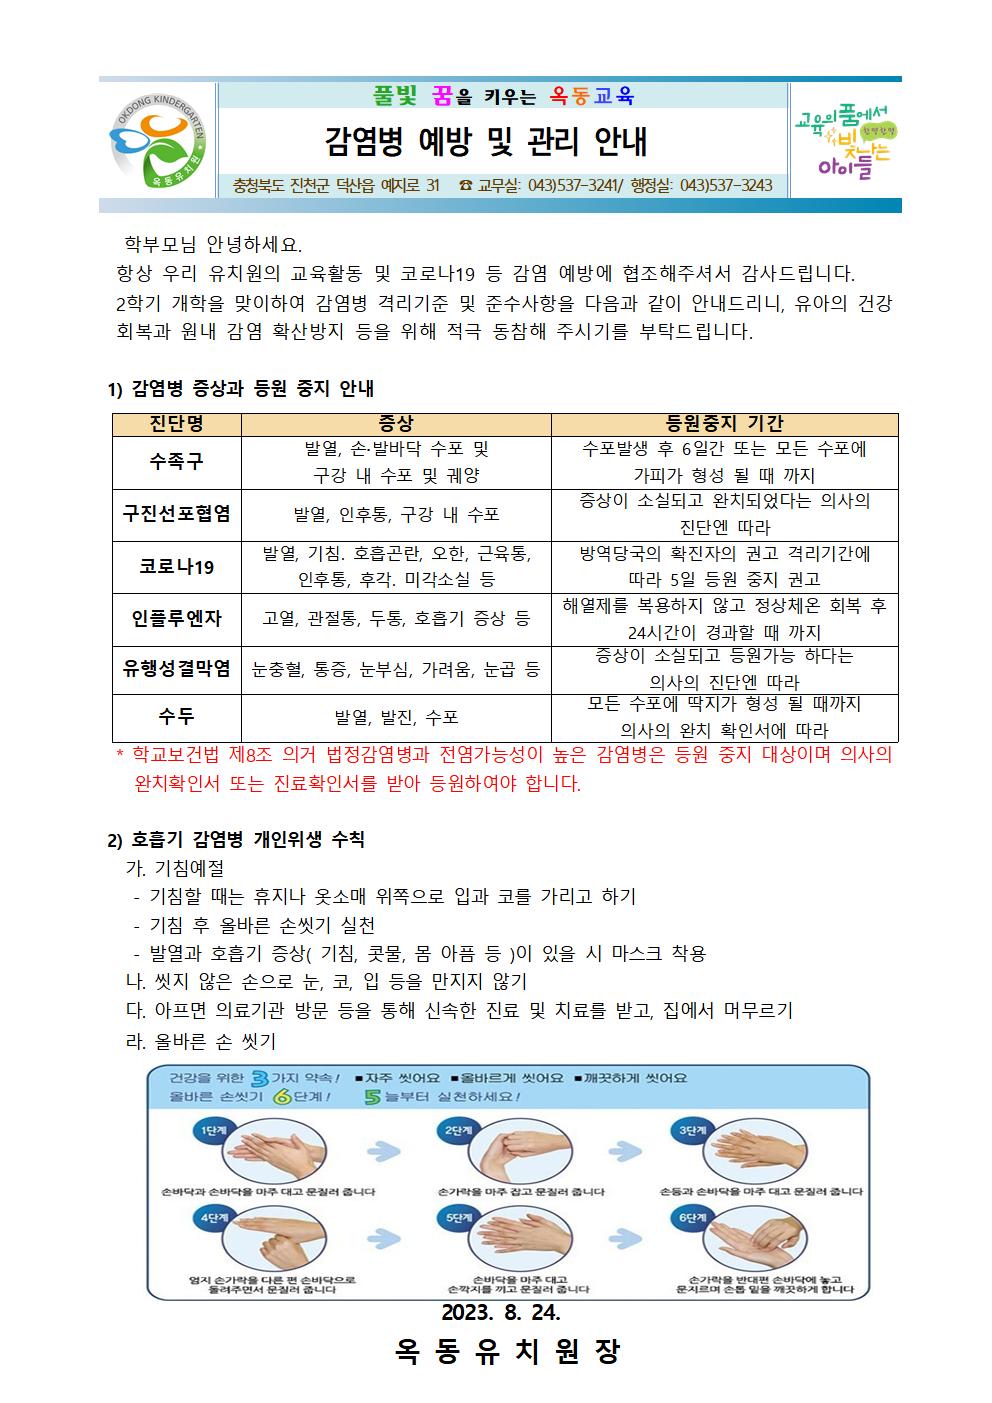 OKDONG KINDERGARTEN ★
옥동유치원
풀빛 꿈을 키우는 옥동교육
감염병 예방 및 관리 안내
충청북도 진천군 덕산읍 예지로 31 ☎ 교무실: 043)537-3241/ 행정실: 043)537-3243
교육의품에서
빛나는
아이들
학부모님 안녕하세요.
항상 우리 유치원의 교육활동 및 코로나19 등 감염 예방에 협조해주셔서 감사드립니다.
2학기 개학을 맞이하여 감염병 격리기준 및 준수사항을 다음과 같이 안내드리니, 유아의 건강
회복과 원내 감염 확산방지 등을 위해 적극 동참해 주시기를 부탁드립니다.
1) 감염병 증상과 등원 중지 안내
진단명 증상 등원중지 기간
수족구
발열, 손·발바닥 수포 및
구강 내 수포 및 궤양
수포발생 후 6일간 또는 모든 수포에
가피가 형성 될 때 까지
구진선포협염
발열, 인후통, 구강 내 수포
증상이 소실되고 완치되었다는 의사의
진단엔 따라
코로나19
발열, 기침. 호흡곤란, 오한, 근육통,
인후통, 후각. 미각소실 등
방역당국의 확진자의 권고 격리기간에
따라 5일 등원 중지 권고
인플루엔자
고열, 관절통, 두통, 호흡기 증상 등
해열제를 복용하지 않고 정상체온 회복 후
24시간이 경과할 때 까지
유행성결막염
눈충혈, 통증, 눈부심, 가려움, 눈곱 등
증상이 소실되고 등원가능 하다는
의사의 진단엔 따라
수두
발열, 발진, 수포
모든 수포에 딱지가 형성 될 때까지
의사의 완치 확인서에 따라
* 학교보건법 제8조 의거 법정감염병과 전염가능성이 높은 감염병은 등원 중지 대상이며 의사의
완치확인서 또는 진료확인서를 받아 등원하여야 합니다.
2) 호흡기 감염병 개인위생 수칙
가. 기침예절
- 기침할 때는 휴지나 옷소매 위쪽으로 입과 코를 가리고 하기
- 기침 후 올바른 손씻기 실천
- 발열과 호흡기 증상( 기침, 콧물, 몸 아픔 등 )이 있을 시 마스크 착용
나. 씻지 않은 손으로 눈, 코, 입 등을 만지지 않기
다. 아프면 의료기관 방문 등을 통해 신속한 진료 및 치료를 받고, 집에서 머무르기
라. 올바른 손 씻기
건강을 위한 3가지 약속! ■자주 씻어요 ■올바르게 씻어요 ■깨끗하게 씻어요
올바른 손씻기 6단계! 5늘부터 실천하세요!
1단계
손바닥과 손바닥을 마주 대고 문질러 줍니다
2단계
손가락을 마주 잡고 문질러 줍니다
3단계
손등과 손바닥을 마주 대고 문질러 줍니다
4단계
엄지 손가락을 다른 편 손바닥으로
돌려주면서 문질러 줍니다
5단계
손바닥을 마주 대고
손깍지를 끼고 문질러 줍니다
6단계
손가락을 반대편 손바닥에 놓고
문지르며 손톱 밑을 깨끗하게 합니다
2023. 8. 24.
옥 동 유 치 원 장